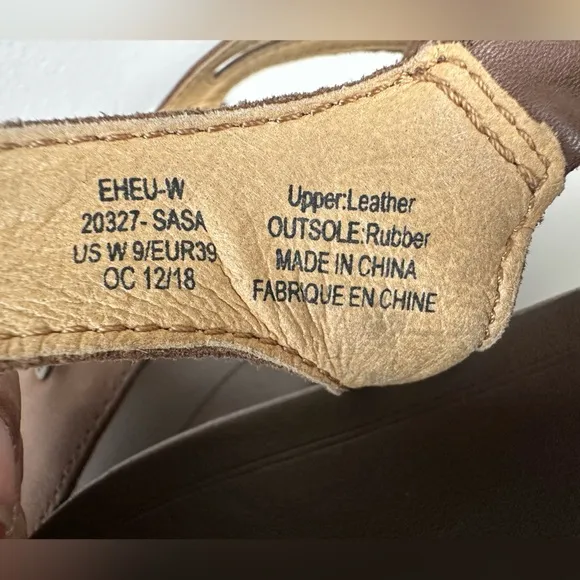 EHEU-W
20327- SASA
US W 9/EUR39
OC 12/18
Upper:Leather
OUTSOLE:Rubber
MADE IN CHINA
FABRIQUE EN CHINE